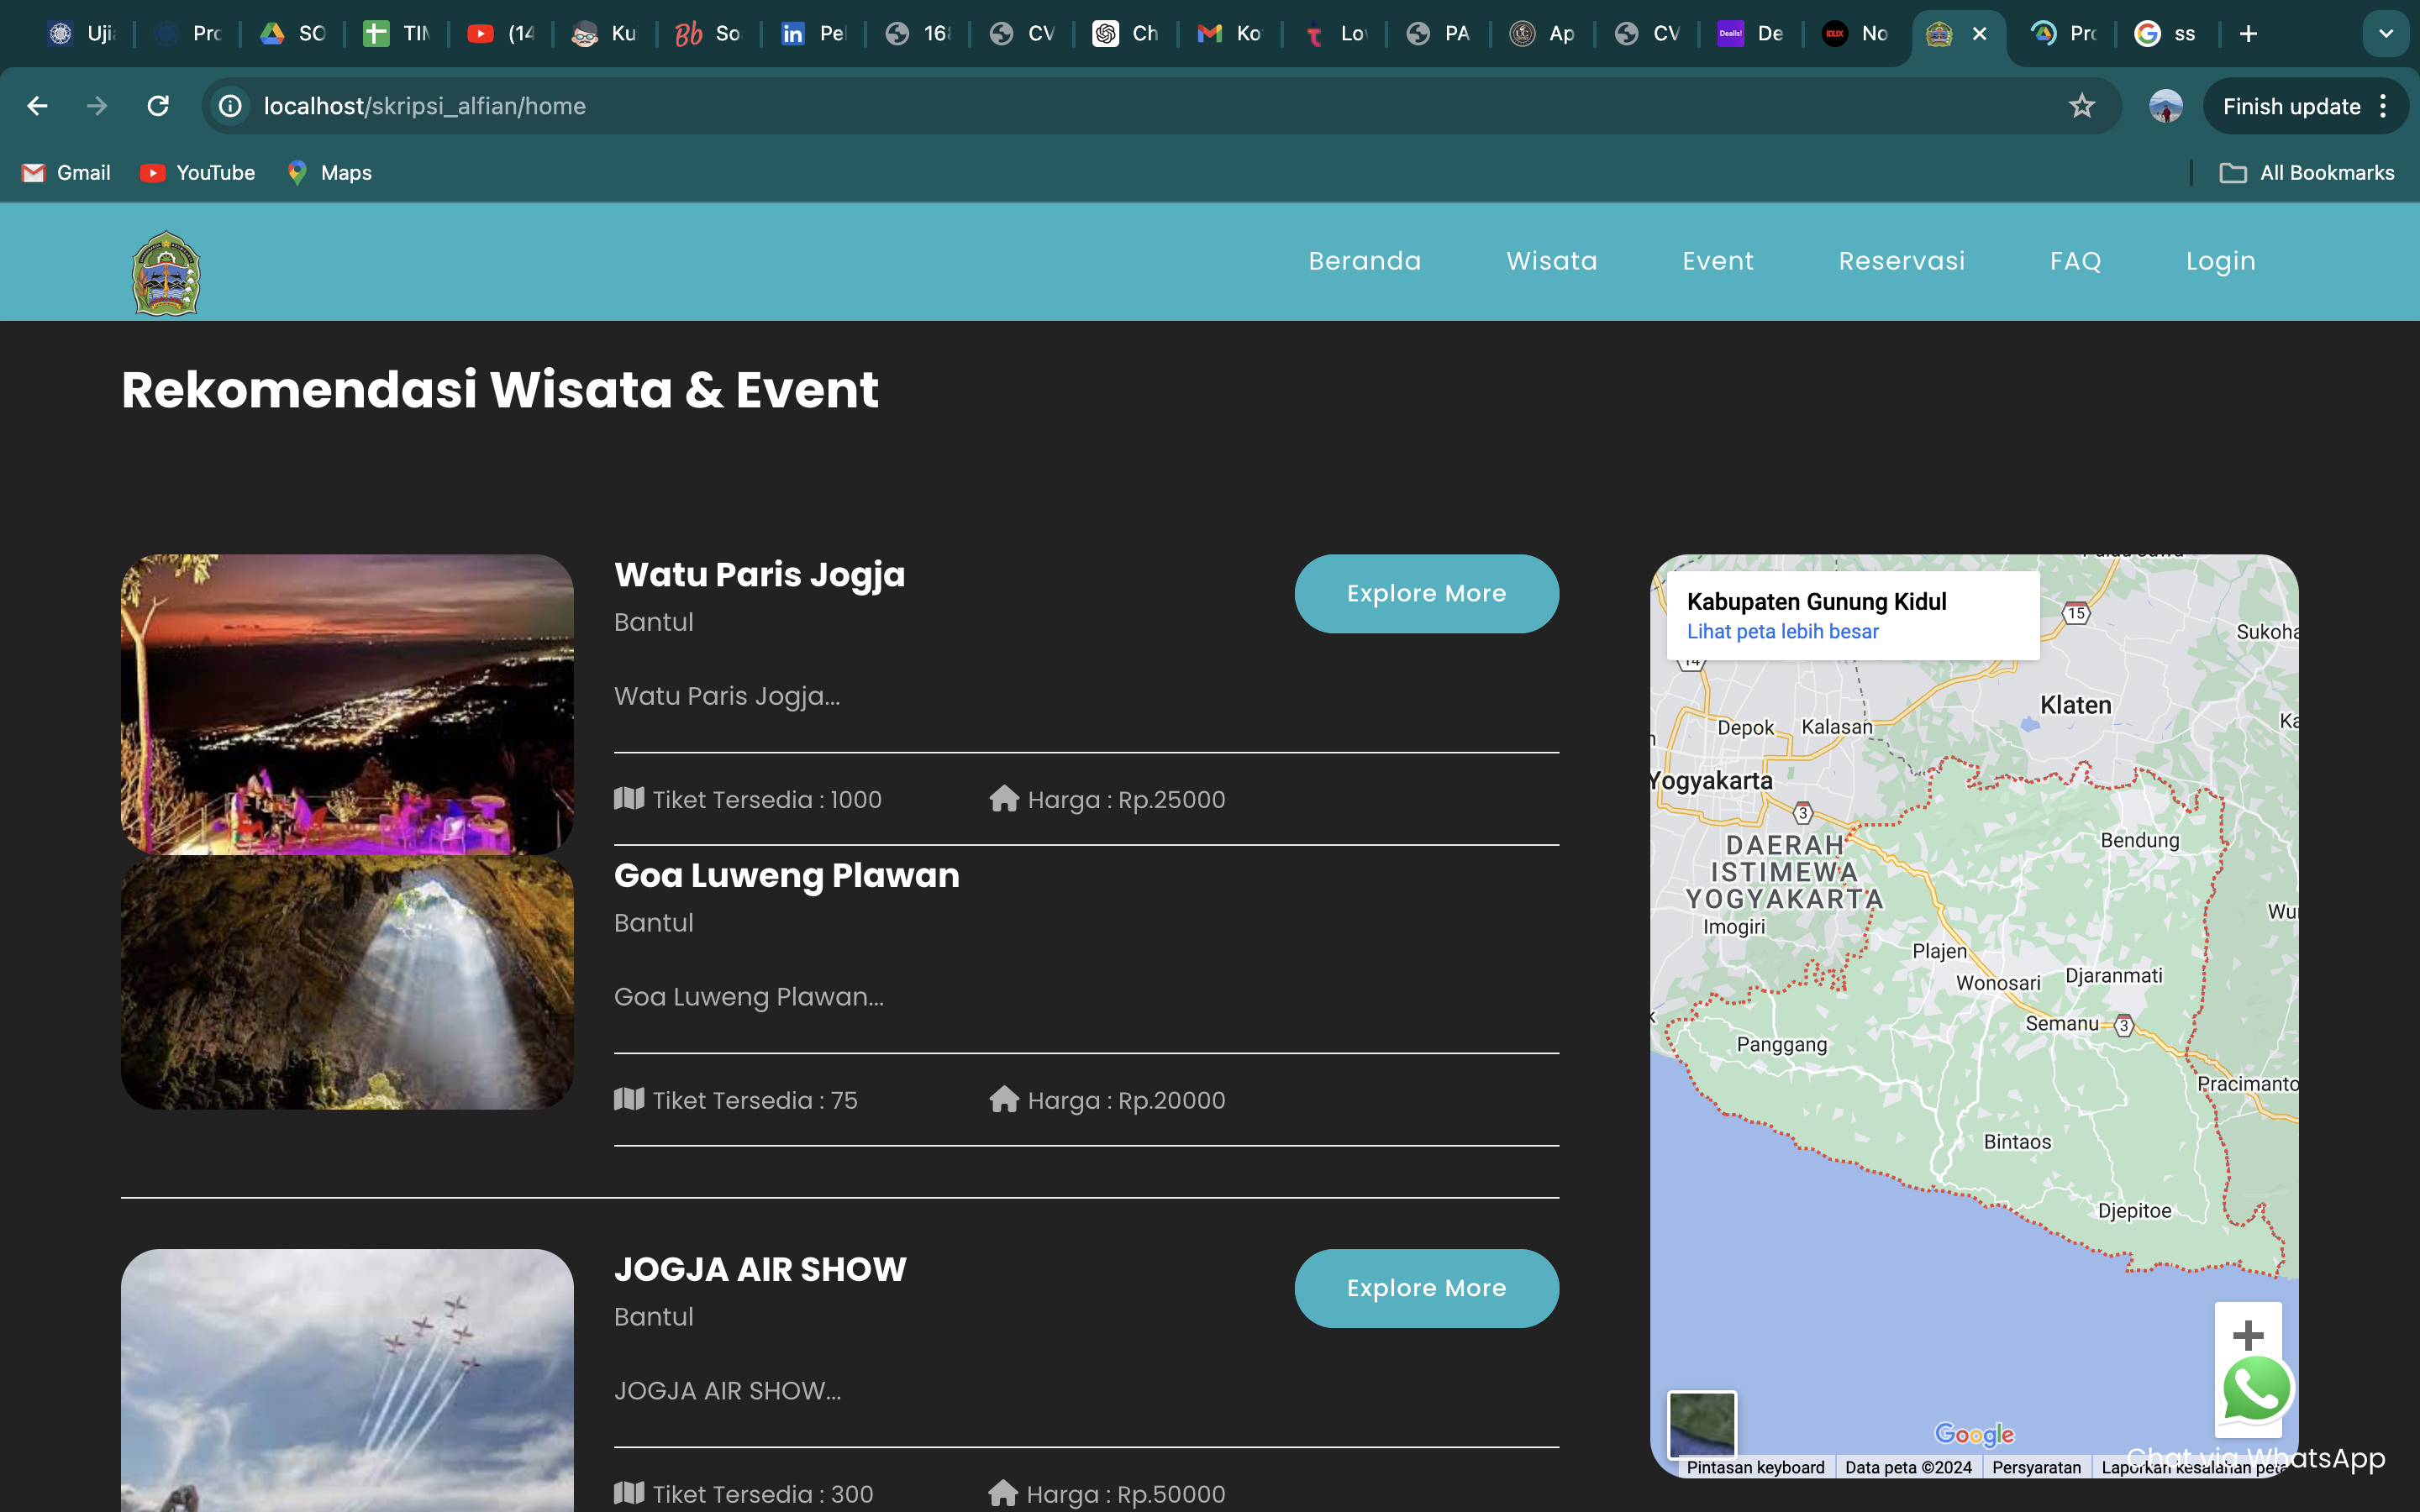 Uji
Pro
SO
TIM
(14
Ku
So
Pe
16
CV
Ch
Ko
Lo
PA
Ap
CV
De
No
Pro
ss
localhost/skripsi_alfian/home
Finish update
Gmail
YouTube
Maps
All Bookmarks
Beranda
Wisata
Event
Reservasi
FAQ
Login
Rekomendasi Wisata & Event
Watu Paris Jogja
Explore More
Bantul
Watu Paris Jogja...
Tiket Tersedia : 1000
Harga : Rp.25000
Goa Luweng Plawan
Bantul
Goa Luweng Plawan...
Tiket Tersedia : 75
Harga : Rp.20000
JOGJA AIR SHOW
Explore More
Bantul
JOGJA AIR SHOW...
Tiket Tersedia : 300
Harga : Rp.50000
Kabupaten Gunung Kidul
Lihat peta lebih besar
15
Sukoha
14
Klaten
Ka
Depok
Kalasan
Yogyakarta
3
DAERAH
ISTIMEWA
YOGYAKARTA
Bendung
Imogiri
Wu
Plajen
Djaranmati
Wonosari
Semanu
3
Panggang
Pracimanto
Bintaos
Djepitoe
Google
Chat via WhatsApp
Pintasan keyboard
Data peta ©2024
Persyaratan
Laporkan kesalahan peta